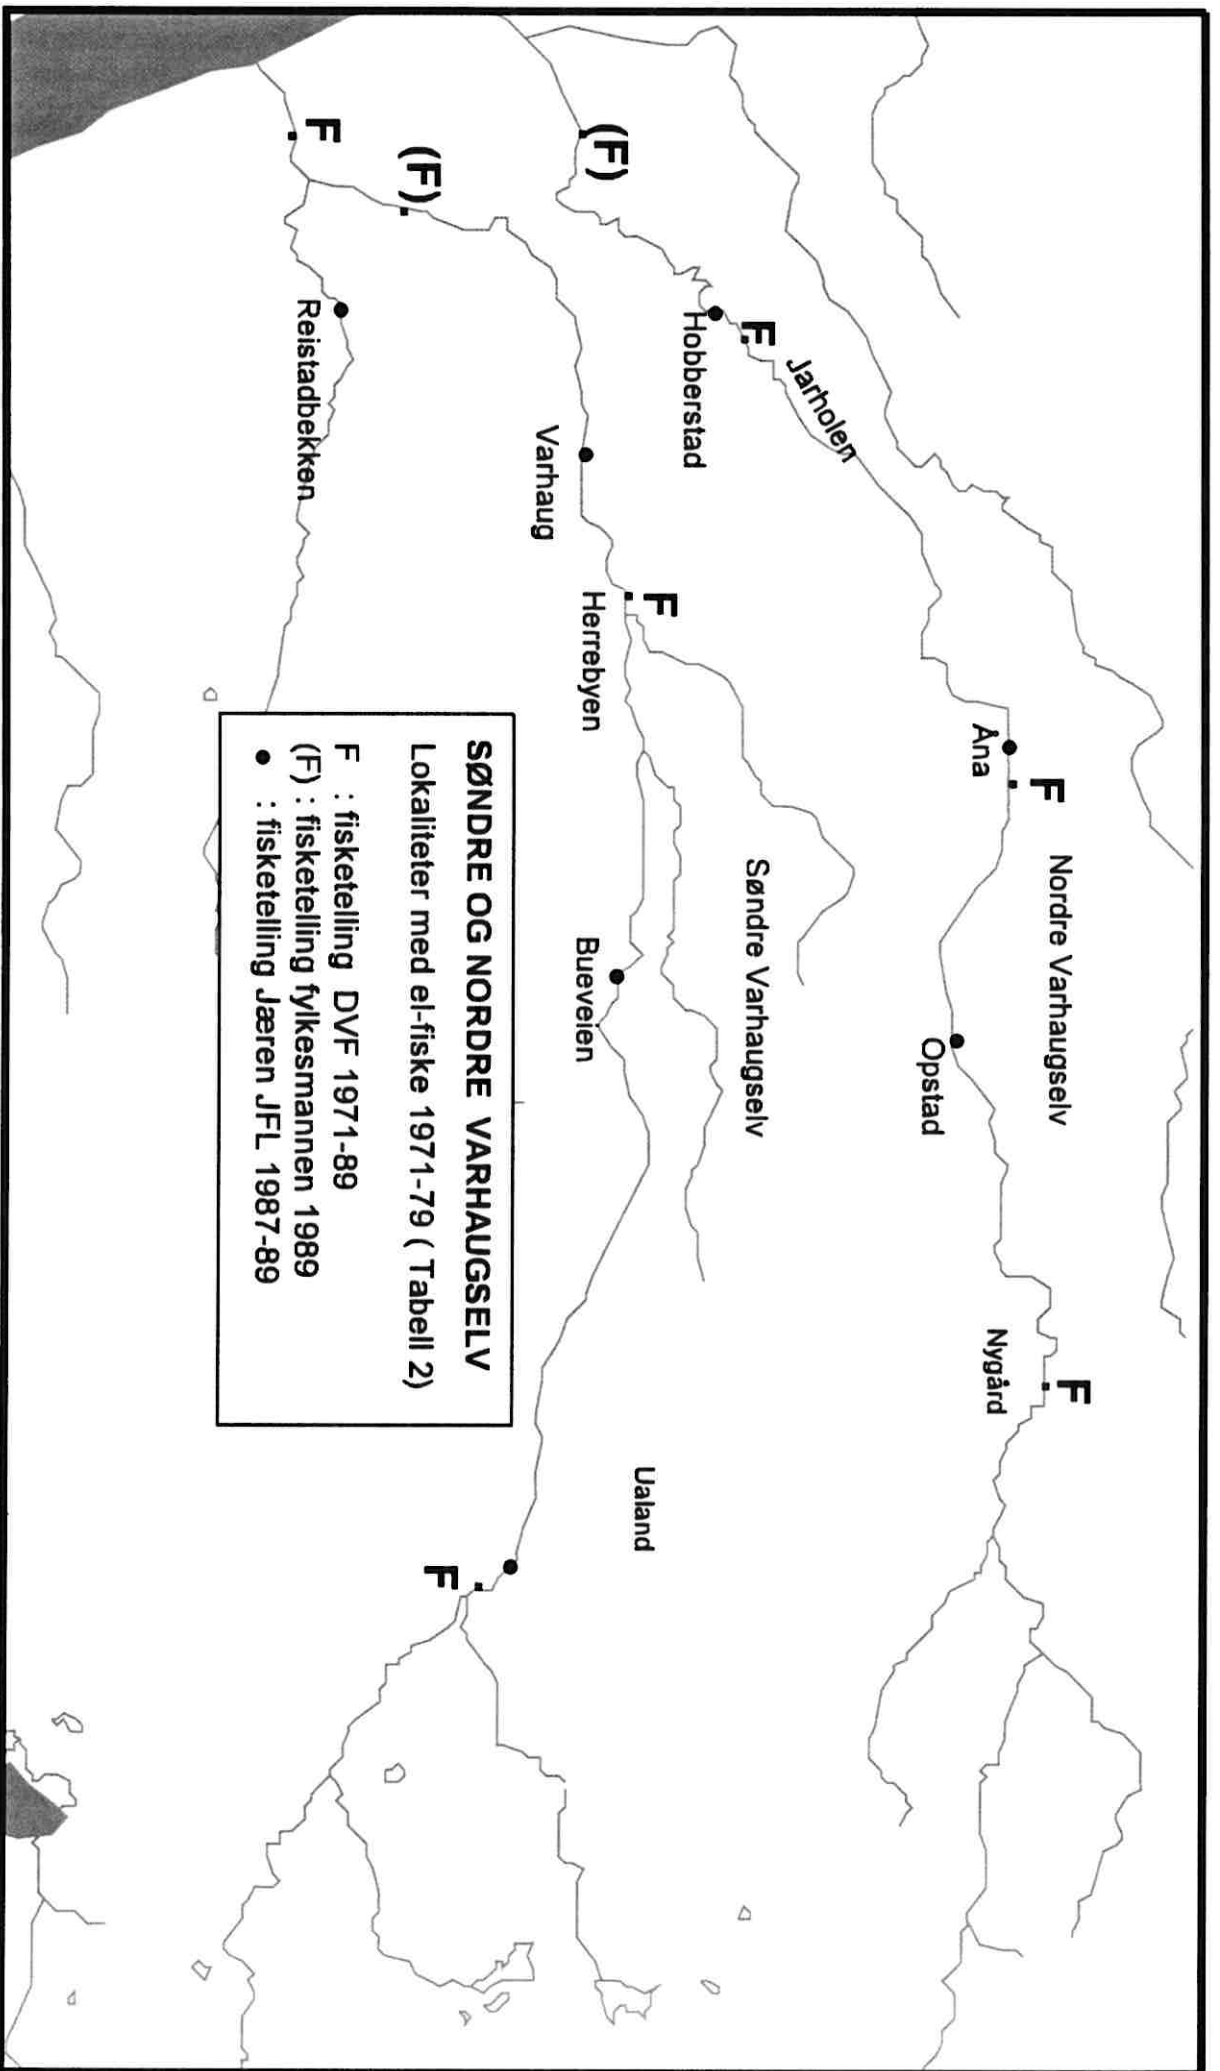 F
Nordre Varhaugselv
F
F
Nygård
Åna
Opstad
Jarholen
F
Hobberstad
Søndre Varhaugselv
(F)
F
Ualand
Herrebyen
Bueveien
Varhaug
(F)
F
SØNDRE OG NORDRE VARHAUGSELV
Lokaliteter med el-fiske 1971-79 ( Tabell 2)
F : fisketelling DVF 1971-89
(F) : fisketelling fylkesmannen 1989
● : fisketelling Jæren JFL 1987-89
F
Reistadbekken